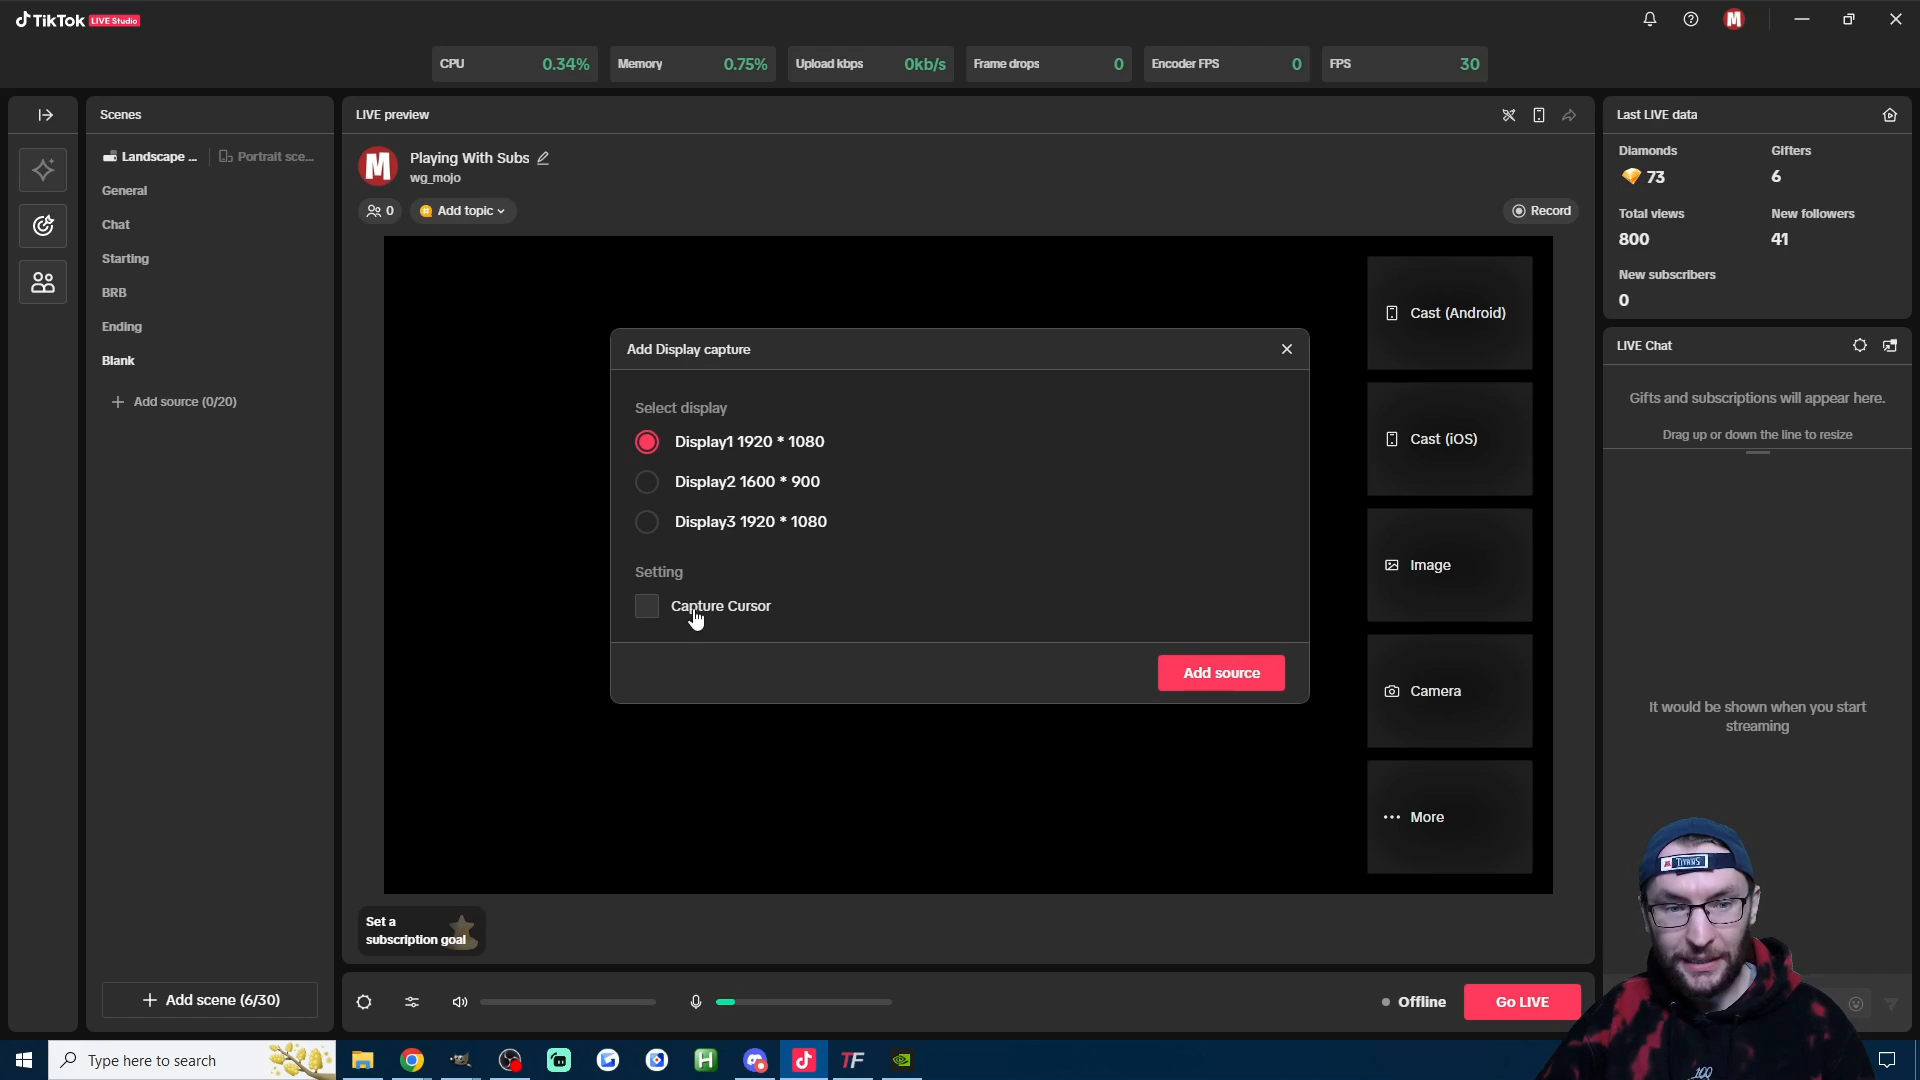 TikTok LIVE Studio
CPU 0.34%
Memory 0.75%
Upload kbps 0kb/s
Frame drops 0
Encoder FPS 0
FPS 30
Scenes
Landscape ...
Portrait sce...
General
Chat
Starting
BRB
Ending
Blank
Add source (0/20)
Add scene (6/30)
LIVE preview
M
Playing With Subs
wg_mojo
0
Add topic
Record
Cast (Android)
Cast (iOS)
Image
Camera
More
Add Display capture
Select display
Display1 1920 * 1080
Display2 1600 * 900
Display3 1920 * 1080
Setting
Capture Cursor
Add source
Set a
subscription goal
Offline
Go LIVE
M
Last LIVE data
Diamonds
73
Gifters
6
Total views
800
New followers
41
New subscribers
0
LIVE Chat
Gifts and subscriptions will appear here.
Drag up or down the line to resize
It would be shown when you start
streaming
TITANS
100
Type here to search
H
TF